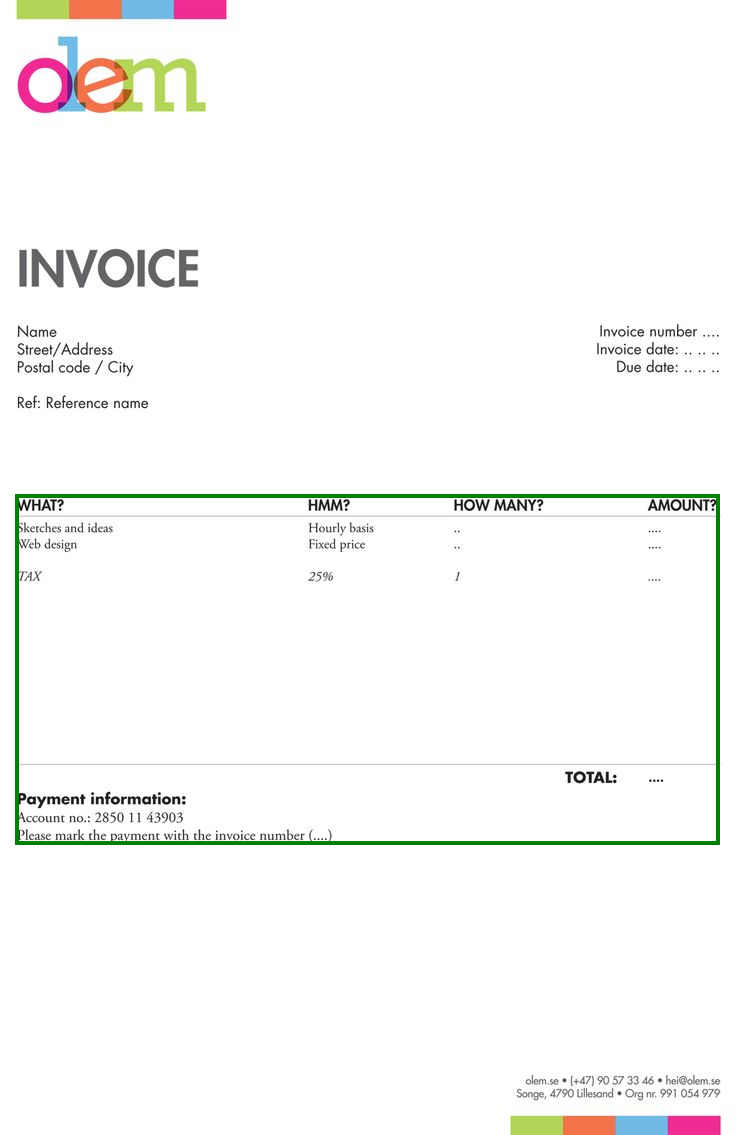 olem
INVOICE
Name
Street/Address
Postal code / City
Ref: Reference name
Invoice number ....
Invoice date: .. .. ..
Due date: .. .. ..
WHAT? HMM? HOW MANY? AMOUNT?
Sketches and ideas Hourly basis .. ....
Web design Fixed price .. ....
TAX 25% 1 ....
TOTAL: ....
Payment information:
Account no.: 2850 11 43903
Please mark the payment with the invoice number (....)
olem.se • (+47) 90 57 33 46 • hei@olem.se
Songe, 4790 Lillesand • Org nr. 991 054 979